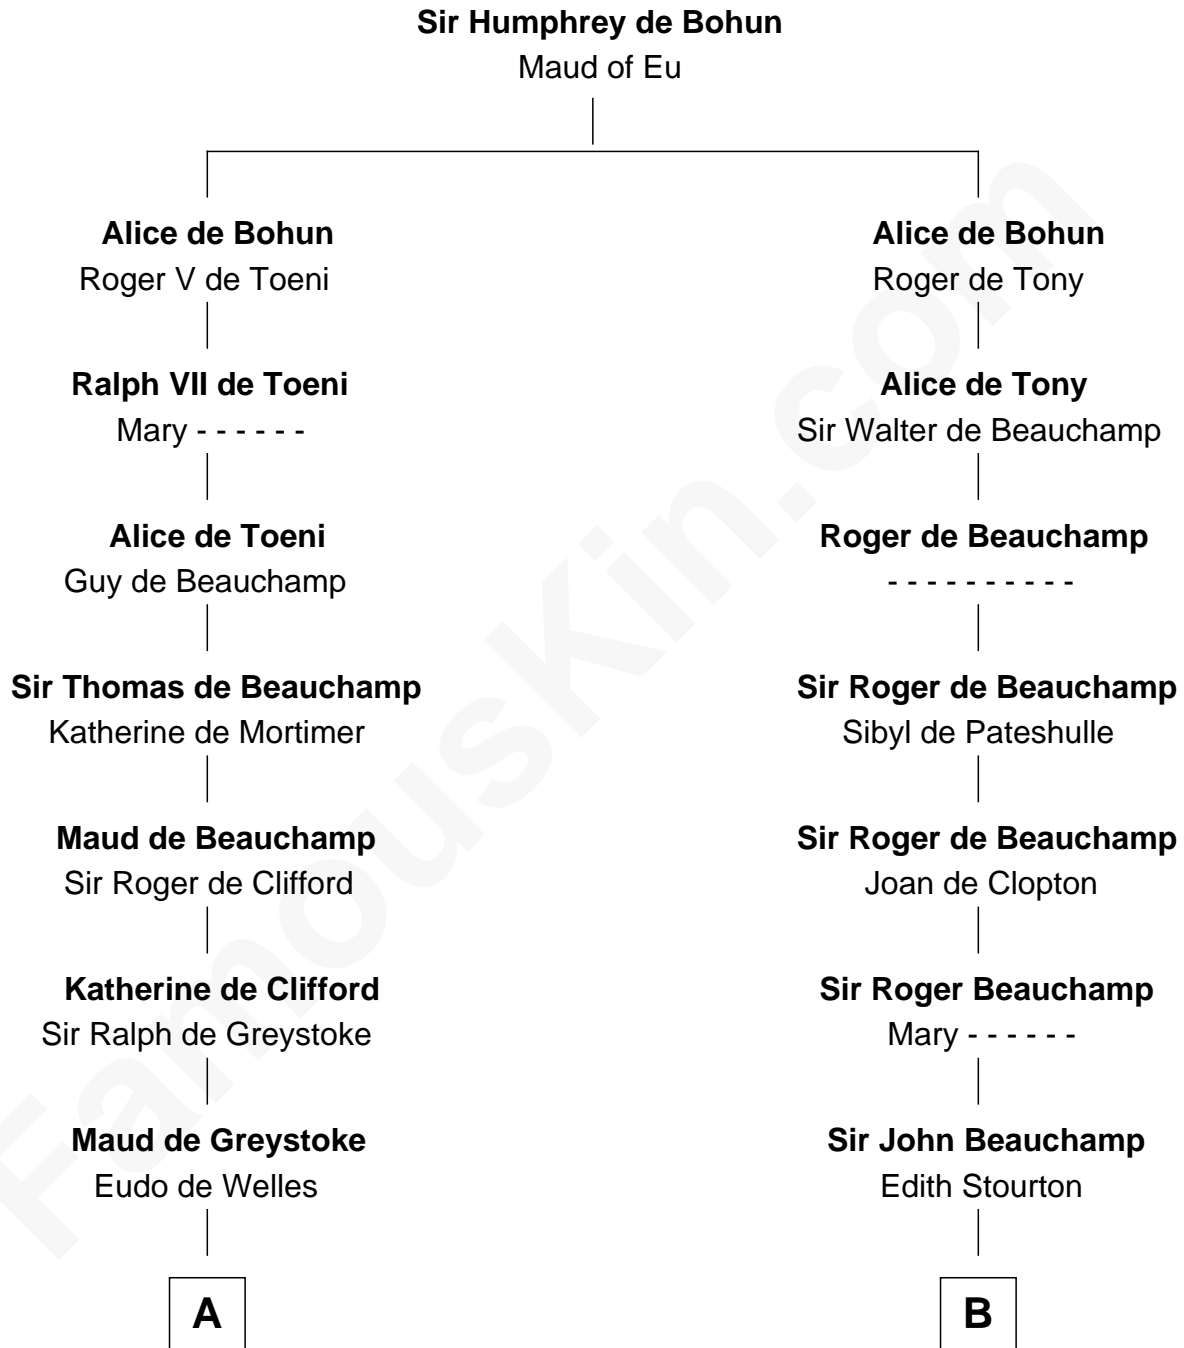 Sir Humphrey de Bohun
Maud of Eu
Alice de Bohun
Roger V de Toeni
Alice de Bohun
Roger de Tony
Ralph VII de Toeni
Mary - - - - - -
Alice de Tony
Sir Walter de Beauchamp
Alice de Toeni
Guy de Beauchamp
Roger de Beauchamp
- - - - - - - - - -
Sir Thomas de Beauchamp
Katherine de Mortimer
Sir Roger de Beauchamp
Sibyl de Pateshulle
Maud de Beauchamp
Sir Roger de Clifford
Sir Roger de Beauchamp
Joan de Clopton
Katherine de Clifford
Sir Ralph de Greystoke
Sir Roger Beauchamp
Mary - - - - - -
Maud de Greystoke
Eudo de Welles
Sir John Beauchamp
Edith Stourton
A
B
FamousKin.com